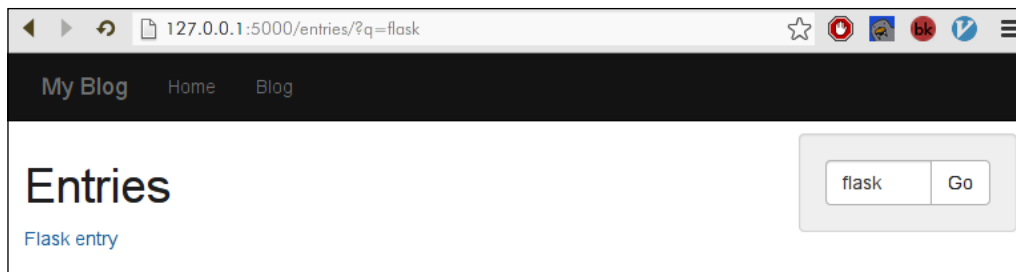 127.0.0.1:5000/entries/?q=flask
bk
My Blog Home Blog
Entries
flask Go
Flask entry